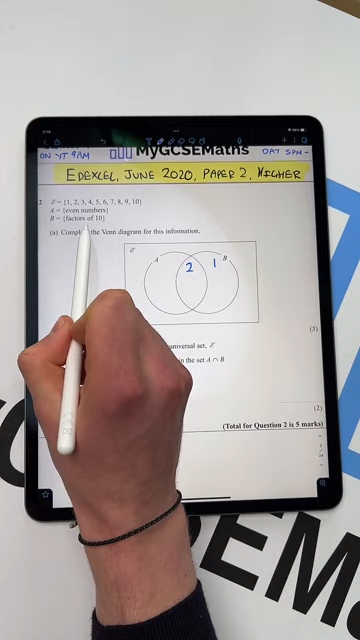 ON YT 9AM
MyGCSEMaths
DAY 5PM -
EDEXCEL, JUNE 2020, PAPER 2, HIGHER
2 ℰ = {1, 2, 3, 4, 5, 6, 7, 8, 9, 10}
A = {even numbers}
B = {factors of 10}
(a) Comple the Venn diagram for this information.
ℰ
A
B
2
1
(3)
universal set, ℰ
in the set A ∩ B
(2)
(Total for Question 2 is 5 marks)